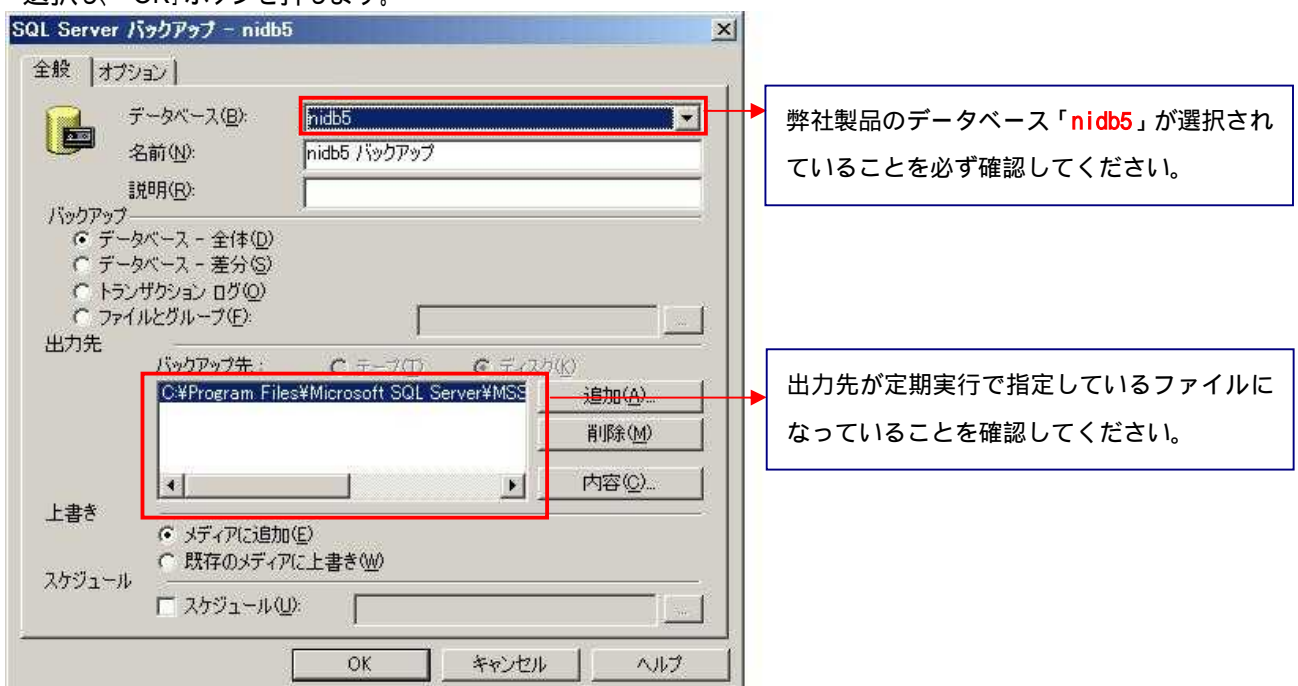 選択し、「OK」ボタンを押します。
SQL Server バックアップ - nidb5
全般 オプション
データベース(B): nidb5
名前(N): nidb5 バックアップ
説明(R):
弊社製品のデータベース「nidb5」が選択され
ていることを必ず確認してください。
バックアップ
データベース - 全体(D)
データベース - 差分(S)
トランザクション ログ(O)
ファイルとグループ(F): ...
出力先
バックアップ先: テープ(T) ディスク(K)
C:¥Program Files¥Microsoft SQL Server¥MSS
追加(A)...
削除(M)
内容(C)...
出力先が定期実行で指定しているファイルに
なっていることを確認してください。
上書き
メディアに追加(E)
既存のメディアに上書き(W)
スケジュール
スケジュール(U): ...
OK キャンセル ヘルプ